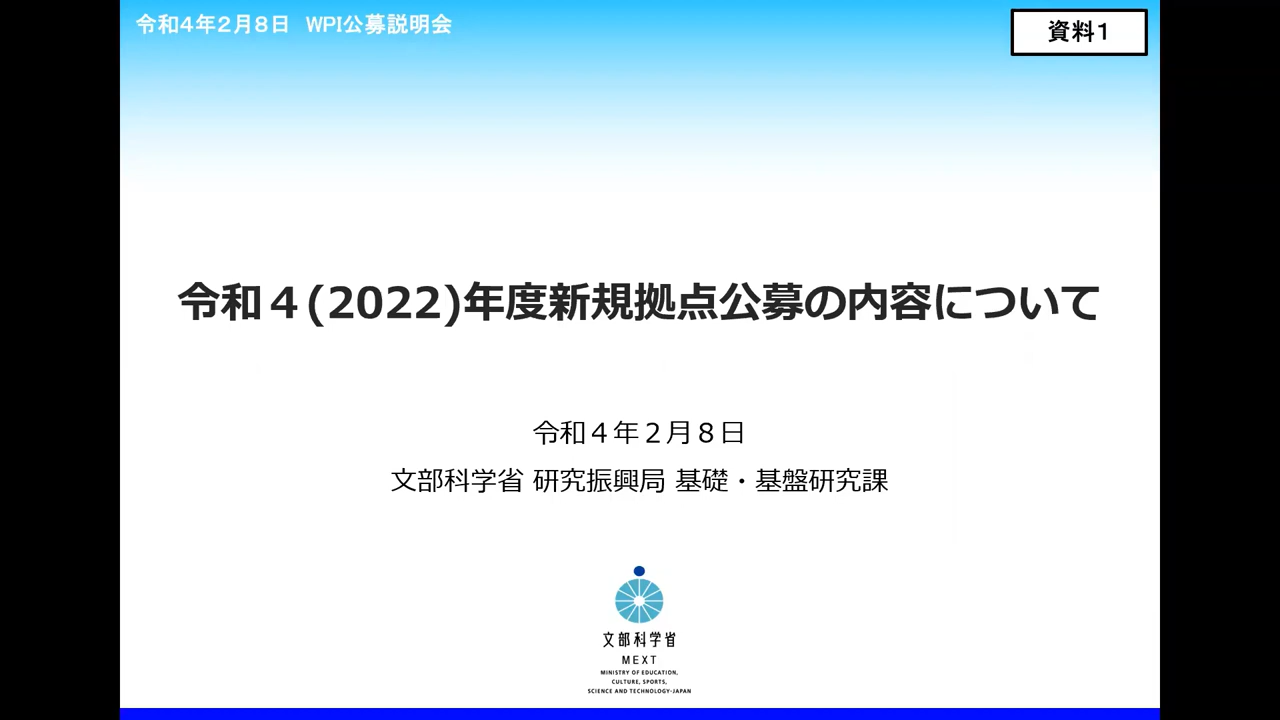 令和4年2月8日 WPI公募説明会
資料1
令和４(2022)年度新規拠点公募の内容について
令和４年２月８日
文部科学省 研究振興局 基礎・基盤研究課
文部科学省
MEXT
MINISTRY OF EDUCATION,
CULTURE, SPORTS,
SCIENCE AND TECHNOLOGY-JAPAN